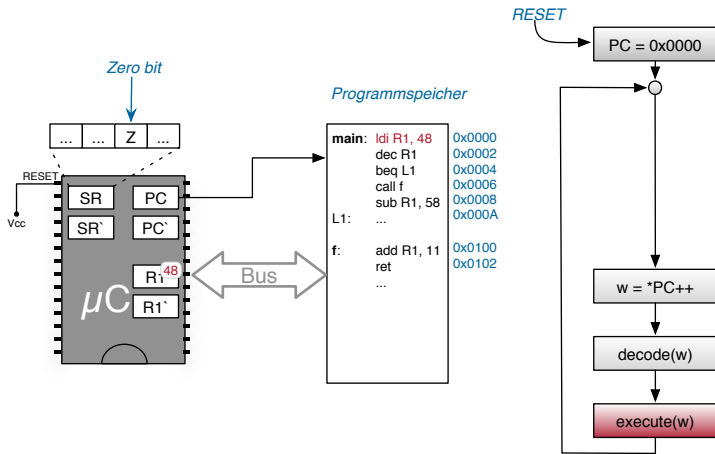 RESET
PC = 0x0000
Zero bit
Programmspeicher
... ... Z ...
main: ldi R1, 48 0x0000
dec R1 0x0002
beq L1 0x0004
call f 0x0006
sub R1, 58 0x0008
L1: ... 0x000A
f: add R1, 11 0x0100
ret 0x0102
...
RESET
Vcc
SR PC
SR` PC`
R1 48
R1`
µC
Bus
w = *PC++
decode(w)
execute(w)